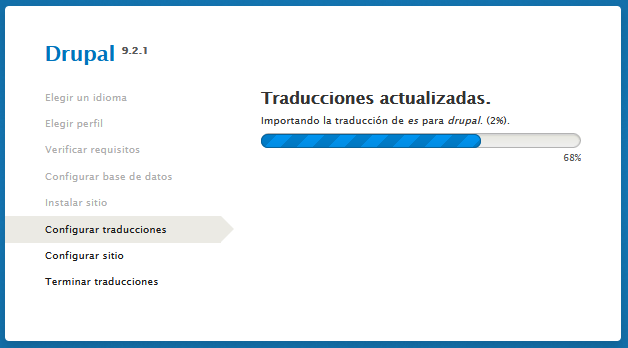 Drupal 9.2.1
Elegir un idioma
Elegir perfil
Verificar requisitos
Configurar base de datos
Instalar sitio
Configurar traducciones
Configurar sitio
Terminar traducciones
Traducciones actualizadas.
Importando la traducción de es para drupal. (2%).
68%